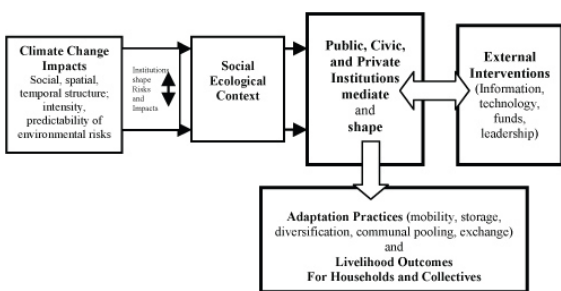 Climate Change
Impacts
Social, spatial,
temporal structure;
intensity,
predictability of
environmental risks
Institutions
shape
Risks
and
Impacts
Social
Ecological
Context
Public, Civic,
and Private
Institutions
mediate
and
shape
External
Interventions
(Information,
technology,
funds,
leadership)
Adaptation Practices (mobility, storage,
diversification, communal pooling, exchange)
and
Livelihood Outcomes
For Households and Collectives